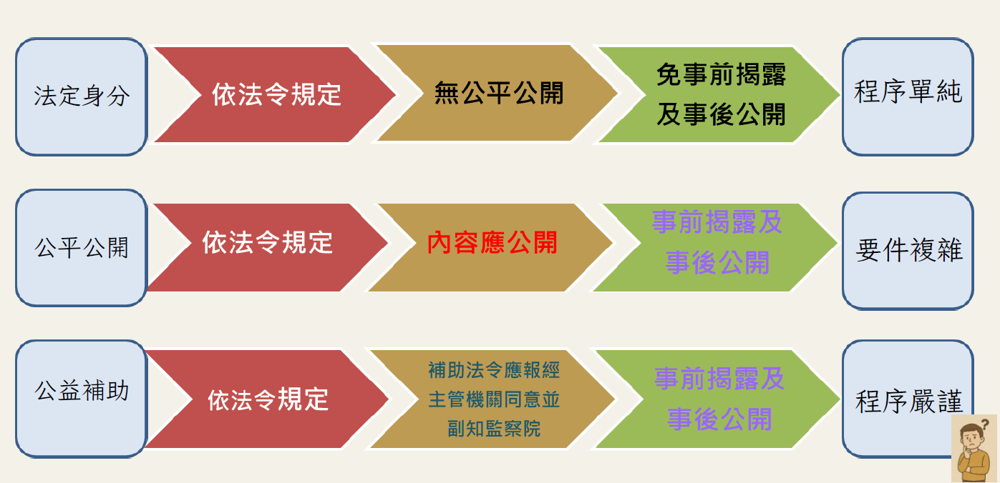 法定身分
依法令規定
無公平公開
免事前揭露
及事後公開
程序單純
公平公開
依法令規定
內容應公開
事前揭露及
事後公開
要件複雜
公益補助
依法令規定
補助法令應報經
主管機關同意並
副知監察院
事前揭露及
事後公開
程序嚴謹
?